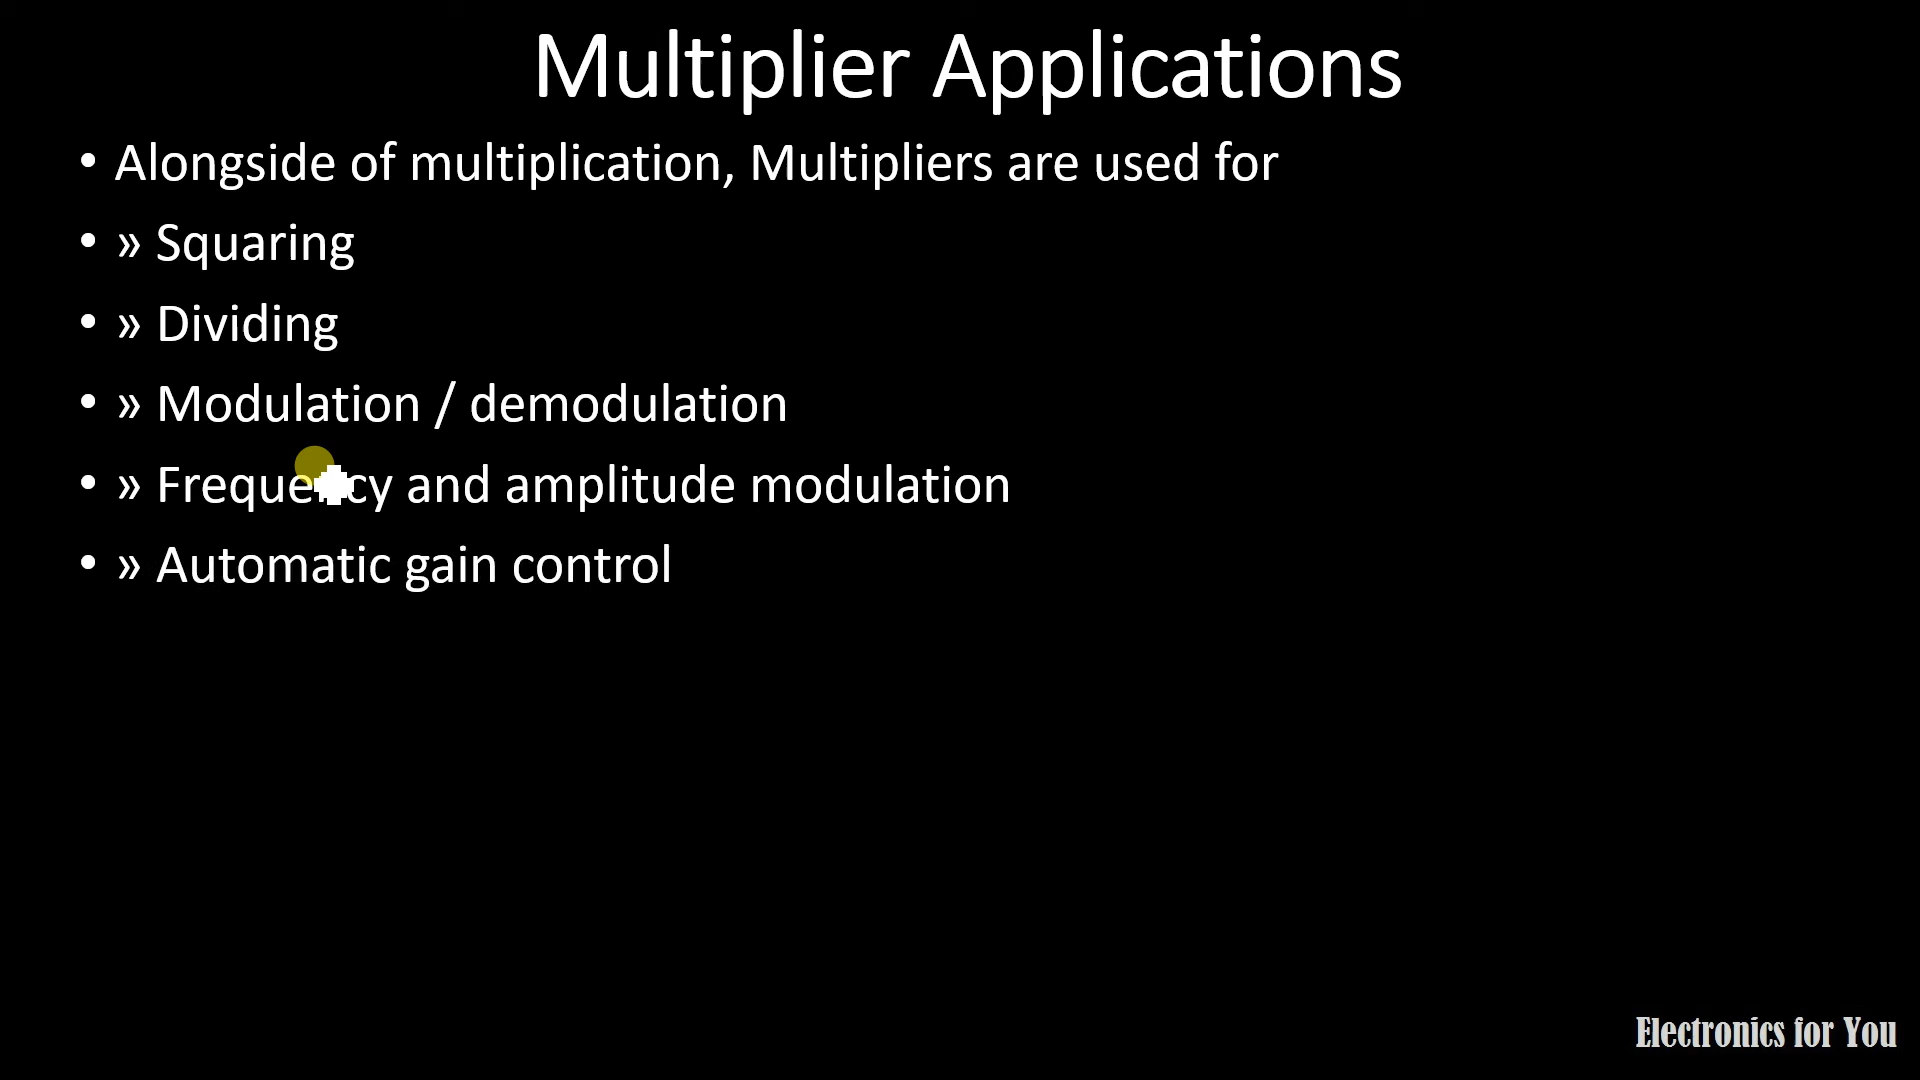 Multiplier Applications
• Alongside of multiplication, Multipliers are used for
• » Squaring
• » Dividing
• » Modulation / demodulation
• » Frequency and amplitude modulation
• » Automatic gain control
Electronics for You